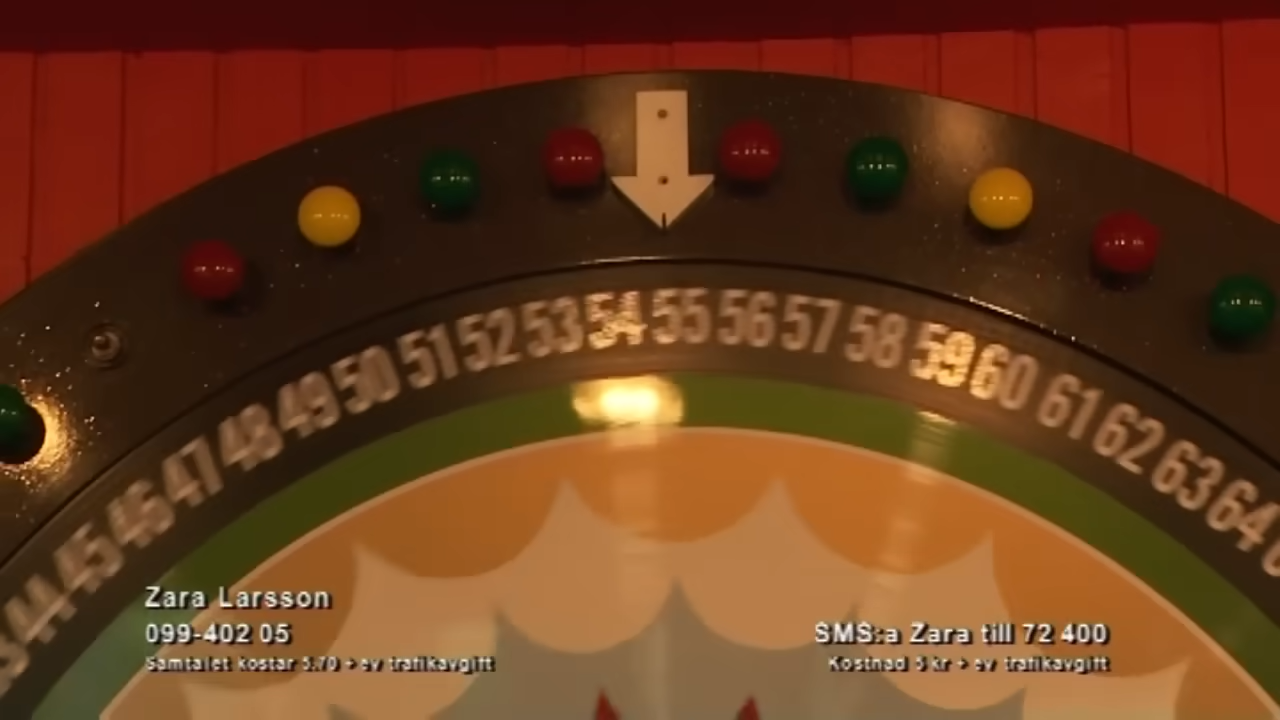 44 45 46 47 48 49 50 51 52 53 54 55 56 57 58 59 60 61 62 63 64
Zara Larsson
099-402 05
Samtalet kostar 5.70 + ev trafikavgift
SMS:a Zara till 72 400
Kostnad 5 kr + ev trafikavgift